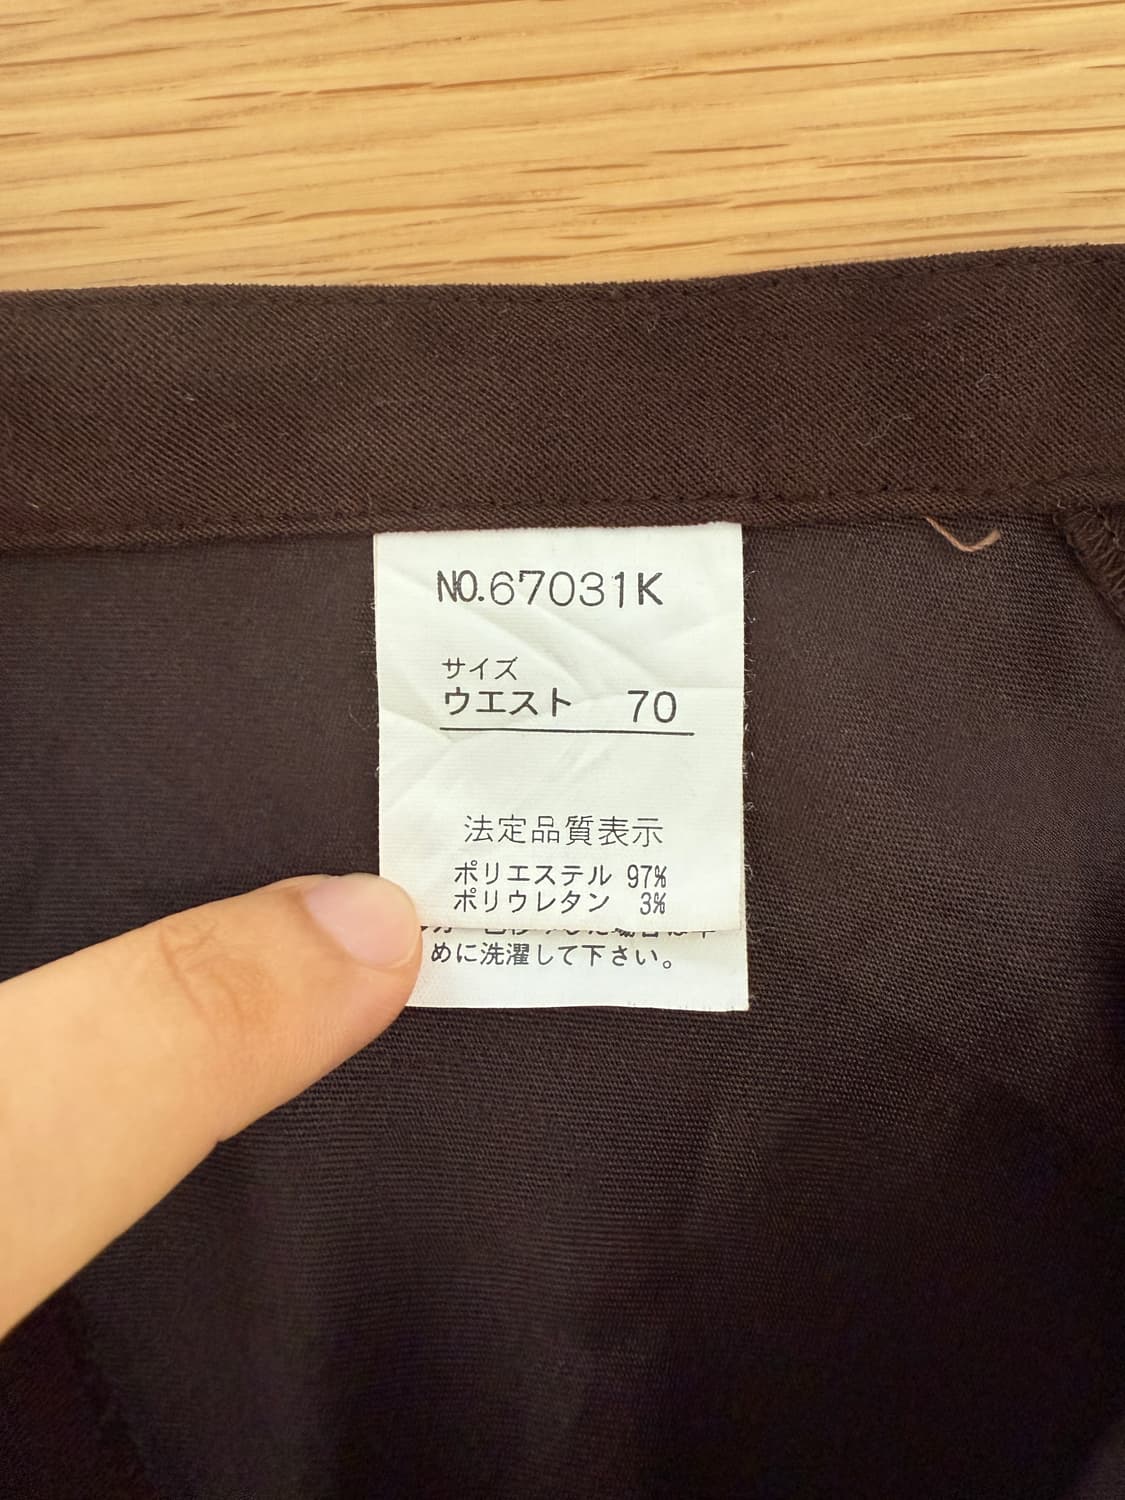 NO.67031K
サイズ
ウエスト 70
法定品質表示
ポリエステル 97%
ポリウレタン 3%
めに洗濯して下さい。